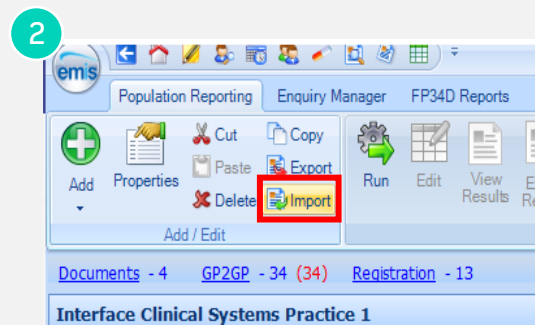 2
emis
Population Reporting Enquiry Manager FP34D Reports
Add
Properties
Cut
Paste
Delete
Copy
Export
Import
Run
Edit
View
Results
Add / Edit
Documents - 4 GP2GP - 34 (34) Registration - 13
Interface Clinical Systems Practice 1